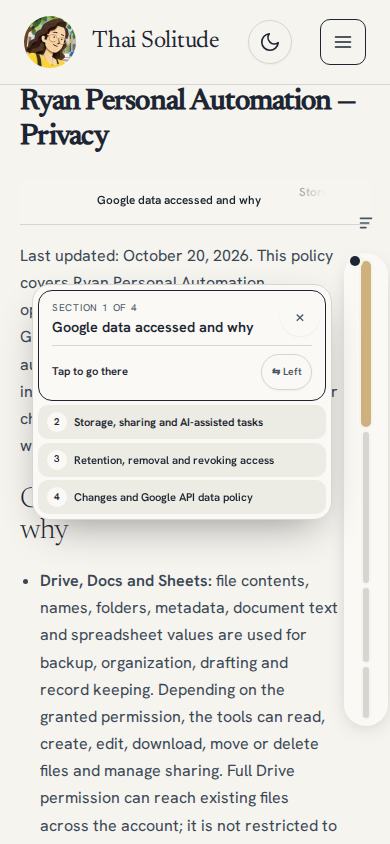 Thai Solitude
Ryan Personal Automation —
Privacy
Google data accessed and why
Last updated: October 20, 2026. This policy
covers Ryan Personal Automation
SECTION 1 OF 4
Google data accessed and why
×
Tap to go there
⇆ Left
2 Storage, sharing and AI-assisted tasks
3 Retention, removal and revoking access
4 Changes and Google API data policy
why
• Drive, Docs and Sheets: file contents,
names, folders, metadata, document text
and spreadsheet values are used for
backup, organization, drafting and
record keeping. Depending on the
granted permission, the tools can read,
create, edit, download, move or delete
files and manage sharing. Full Drive
permission can reach existing files
across the account; it is not restricted to